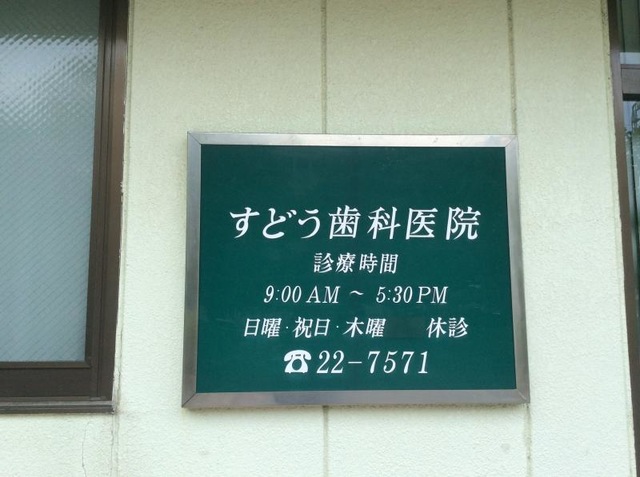 すどう歯科医院
診療時間
9:00 AM ～ 5:30 PM
日曜・祝日・木曜 休診
☎22-7571